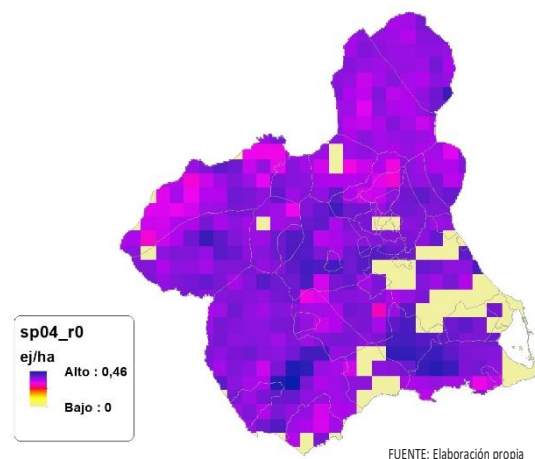 sp04_r0
ej/ha
Alto : 0,46
Bajo : 0
FUENTE: Elaboración propia